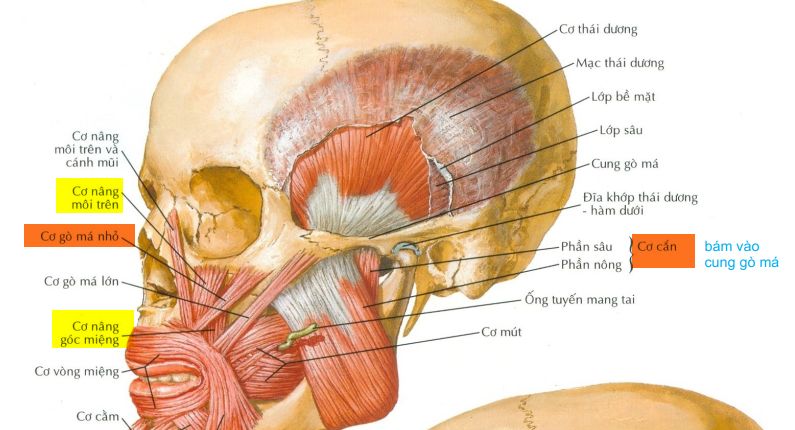 Cơ thái dương
Mạc thái dương
Lớp bề mặt
Lớp sâu
Cung gò má
Đĩa khớp thái dương
- hàm dưới
Phần sâu
Phần nông
Cơ cắn
bám vào
cung gò má
Ống tuyến mang tai
Cơ mút
Cơ nâng
môi trên và
cánh mũi
Cơ nâng
môi trên
Cơ gò má nhỏ
Cơ gò má lớn
Cơ nâng
góc miệng
Cơ vòng miệng
Cơ cằm